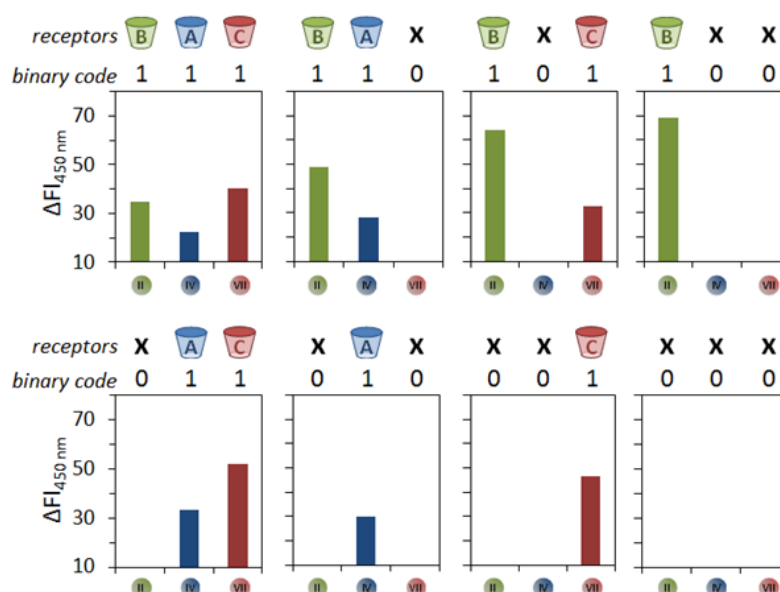 receptors B A C B A X B X C B X X
binary code 1 1 1 1 1 0 1 0 1 1 0 0
ΔFI450 nm
70
50
30
10
II IV VII II IV VII II IV VII II IV VII
receptors X A C X A X X X C X X X
binary code 0 1 1 0 1 0 0 0 1 0 0 0
ΔFI450 nm
70
50
30
10
II IV VII II IV VII II IV VII II IV VII